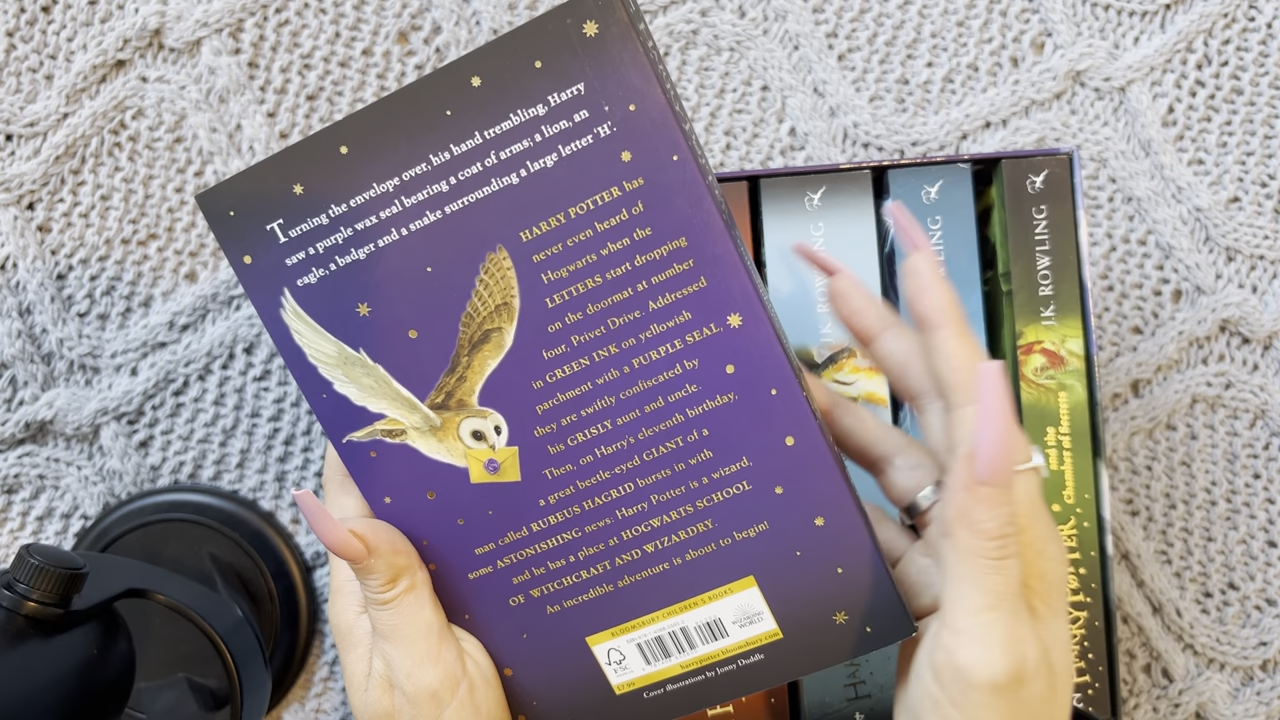 Turning the envelope over, his hand trembling, Harry
saw a purple wax seal bearing a coat of arms; a lion, an
eagle, a badger and a snake surrounding a large letter 'H'.
HARRY POTTER has
never even heard of
Hogwarts when the
LETTERS start dropping
on the doormat at number
four, Privet Drive. Addressed
in GREEN INK on yellowish
parchment with a PURPLE SEAL,
they are swiftly confiscated by
his GRISLY aunt and uncle.
Then, on Harry's eleventh birthday,
a great beetle-eyed GIANT of a
man called RUBEUS HAGRID bursts in with
some ASTONISHING news: Harry Potter is a wizard,
and he has a place at HOGWARTS SCHOOL
OF WITCHCRAFT AND WIZARDRY.
An incredible adventure is about to begin!
BLOOMSBURY CHILDREN'S BOOKS
FSC
WIZARDING
WORLD
£7.99
harrypotter.bloomsbury.com
Cover illustrations by Jonny Duddle
J.K. ROWLING
and the
Chamber of Secrets